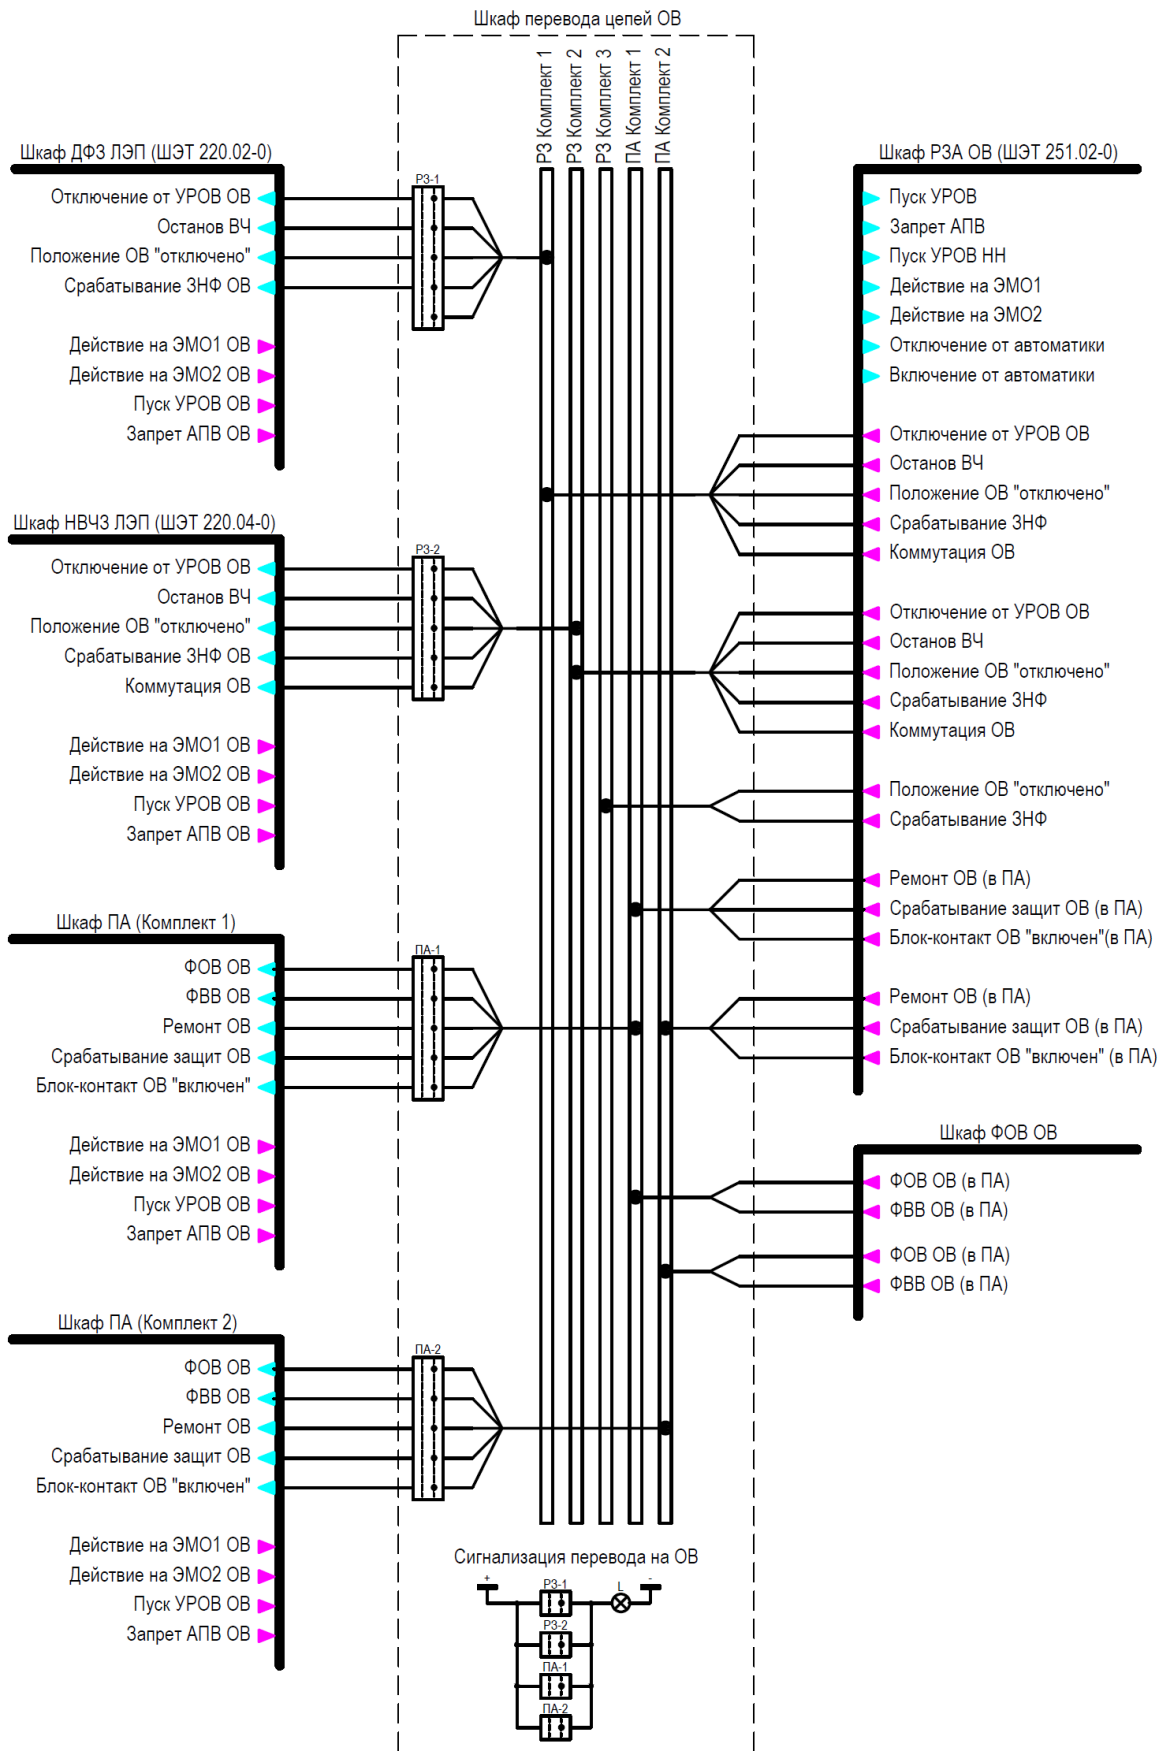 Шкаф перевода цепей ОВ
РЗ Комплект 1
РЗ Комплект 2
РЗ Комплект 3
ПА Комплект 1
ПА Комплект 2
Шкаф ДФЗ ЛЭП (ШЭТ 220.02-0)
Отключение от УРОВ ОВ
Останов ВЧ
Положение ОВ "отключено"
Срабатывание ЗНФ ОВ
Действие на ЭМО1 ОВ
Действие на ЭМО2 ОВ
Пуск УРОВ ОВ
Запрет АПВ ОВ
РЗ-1
Шкаф НВЧЗ ЛЭП (ШЭТ 220.04-0)
Отключение от УРОВ ОВ
Останов ВЧ
Положение ОВ "отключено"
Срабатывание ЗНФ ОВ
Коммутация ОВ
Действие на ЭМО1 ОВ
Действие на ЭМО2 ОВ
Пуск УРОВ ОВ
Запрет АПВ ОВ
РЗ-2
Шкаф ПА (Комплект 1)
ФОВ ОВ
ФВВ ОВ
Ремонт ОВ
Срабатывание защит ОВ
Блок-контакт ОВ "включен"
Действие на ЭМО1 ОВ
Действие на ЭМО2 ОВ
Пуск УРОВ ОВ
Запрет АПВ ОВ
ПА-1
Шкаф ПА (Комплект 2)
ФОВ ОВ
ФВВ ОВ
Ремонт ОВ
Срабатывание защит ОВ
Блок-контакт ОВ "включен"
Действие на ЭМО1 ОВ
Действие на ЭМО2 ОВ
Пуск УРОВ ОВ
Запрет АПВ ОВ
ПА-2
Шкаф РЗА ОВ (ШЭТ 251.02-0)
Пуск УРОВ
Запрет АПВ
Пуск УРОВ НН
Действие на ЭМО1
Действие на ЭМО2
Отключение от автоматики
Включение от автоматики
Отключение от УРОВ ОВ
Останов ВЧ
Положение ОВ "отключено"
Срабатывание ЗНФ
Коммутация ОВ
Отключение от УРОВ ОВ
Останов ВЧ
Положение ОВ "отключено"
Срабатывание ЗНФ
Коммутация ОВ
Положение ОВ "отключено"
Срабатывание ЗНФ
Ремонт ОВ (в ПА)
Срабатывание защит ОВ (в ПА)
Блок-контакт ОВ "включен"(в ПА)
Ремонт ОВ (в ПА)
Срабатывание защит ОВ (в ПА)
Блок-контакт ОВ "включен" (в ПА)
Шкаф ФОВ ОВ
ФОВ ОВ (в ПА)
ФВВ ОВ (в ПА)
ФОВ ОВ (в ПА)
ФВВ ОВ (в ПА)
Сигнализация перевода на ОВ
+
РЗ-1
L
-
РЗ-2
ПА-1
ПА-2